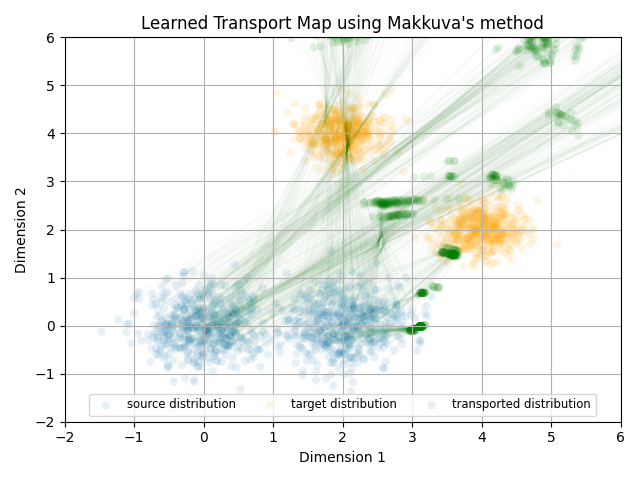 Learned Transport Map using Makkuva's method
6
5
4
3
2
1
0
−1
−2
Dimension 2
source distribution target distribution transported distribution
−2 −1 0 1 2 3 4 5 6
Dimension 1